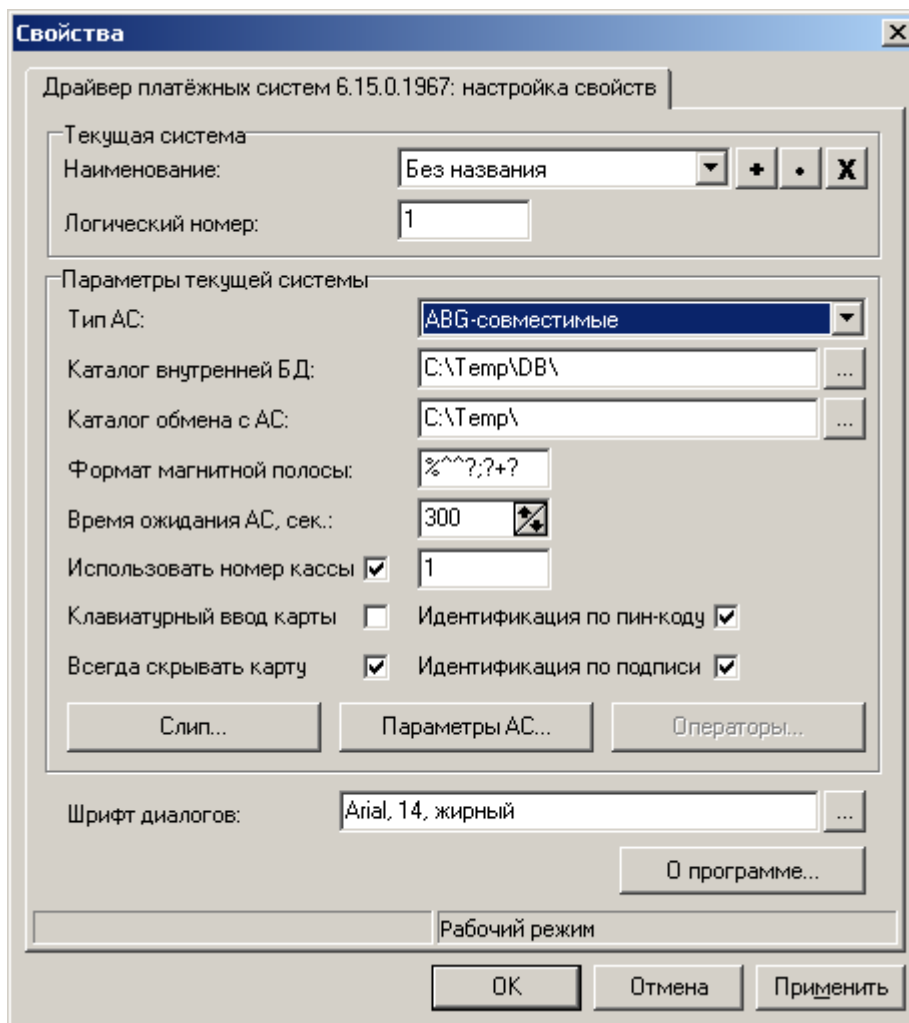 Свойства
Драйвер платёжных систем 6.15.0.1967: настройка свойств
Текущая система
Наименование: Без названия + • X
Логический номер: 1
Параметры текущей системы
Тип АС: ABG-совместимые
Каталог внутренней БД: C:\Temp\DB\ ...
Каталог обмена с АС: C:\Temp\ ...
Формат магнитной полосы: %^^?;?+?
Время ожидания АС, сек.: 300
Использовать номер кассы 1
Клавиатурный ввод карты Идентификация по пин-коду
Всегда скрывать карту Идентификация по подписи
Слип... Параметры АС... Операторы...
Шрифт диалогов: Arial, 14, жирный ...
О программе...
Рабочий режим
ОК Отмена Применить